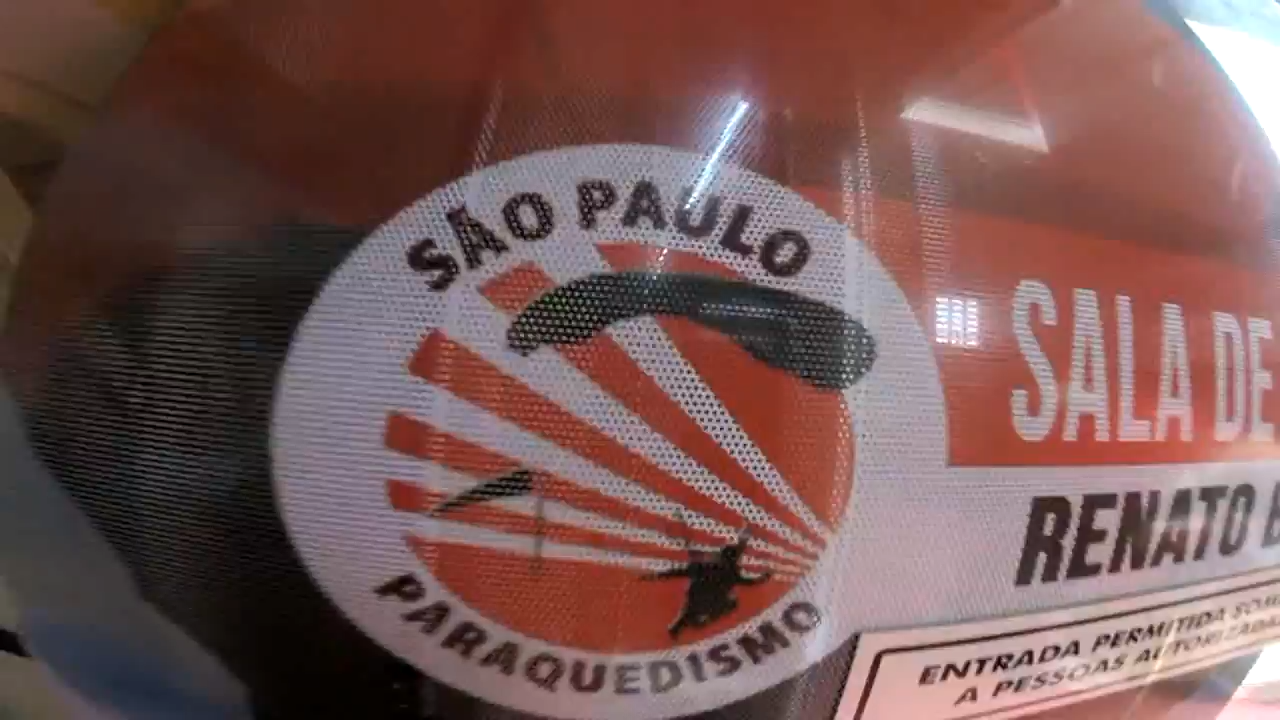 SÃO PAULO
PARAQUEDISMO
SALA DE
RENATO
ENTRADA PERMITIDA
A PESSOAS